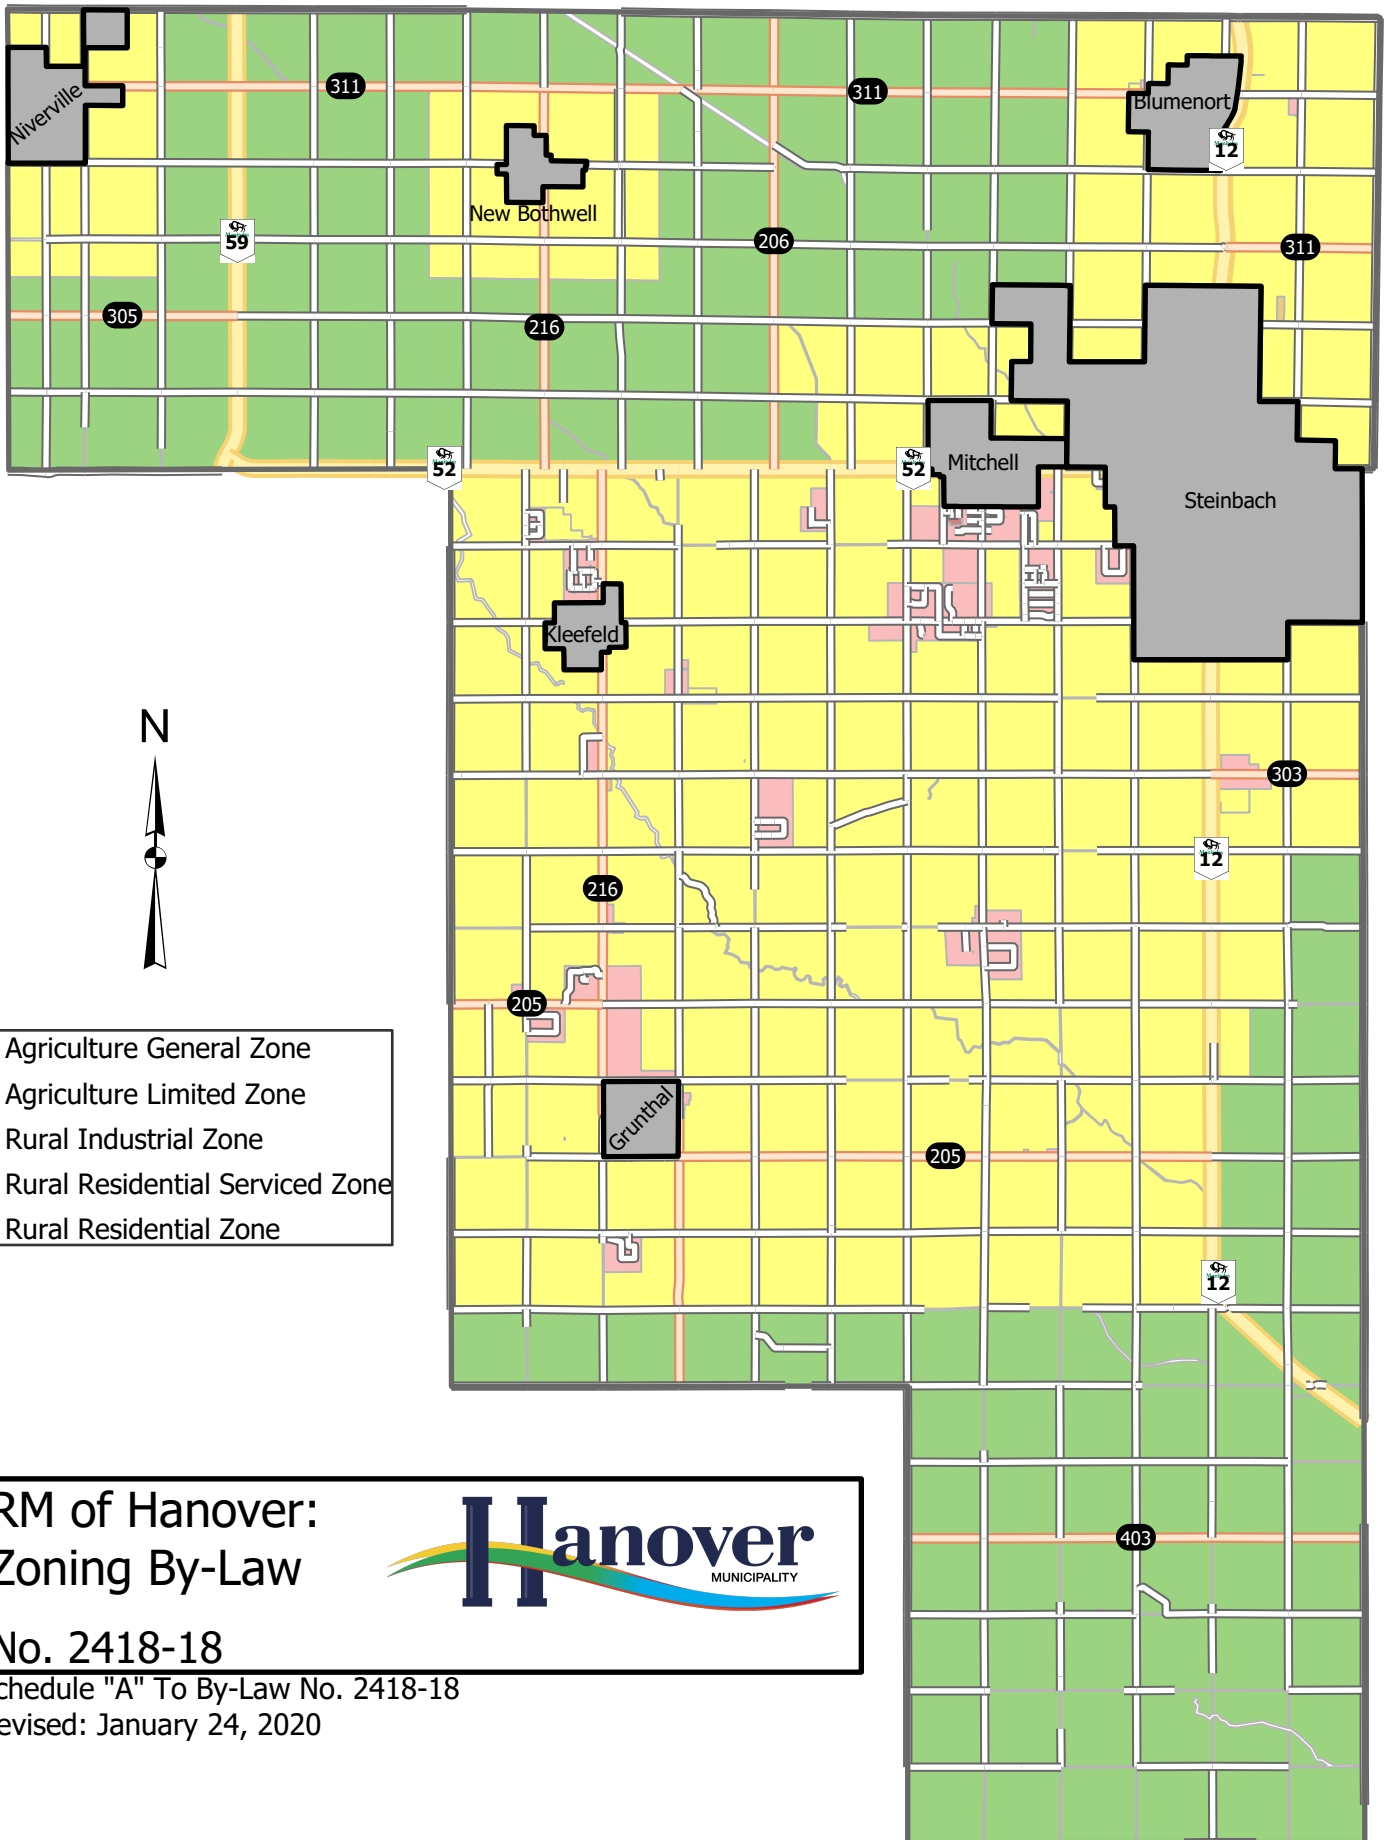 Niverville
311
311
Blumenort
12
New Bothwell
59
206
311
305
216
52
52
Mitchell
Steinbach
Kleefeld
N
303
12
216
205
Agriculture General Zone
Agriculture Limited Zone
Rural Industrial Zone
Rural Residential Serviced Zone
Rural Residential Zone
Grunthal
205
12
RM of Hanover:
Zoning By-Law
No. 2418-18
Hanover
MUNICIPALITY
403
chedule "A" To By-Law No. 2418-18
evised: January 24, 2020